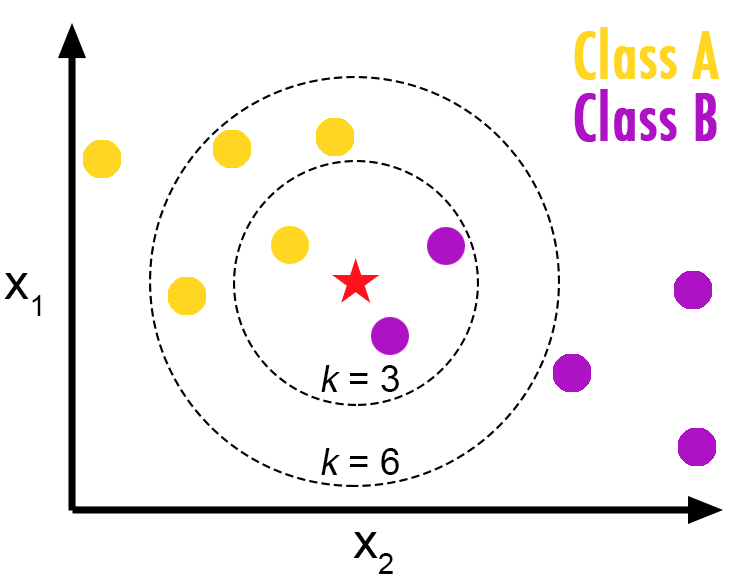 Class A
Class B
x₁
k = 3
k = 6
x₂